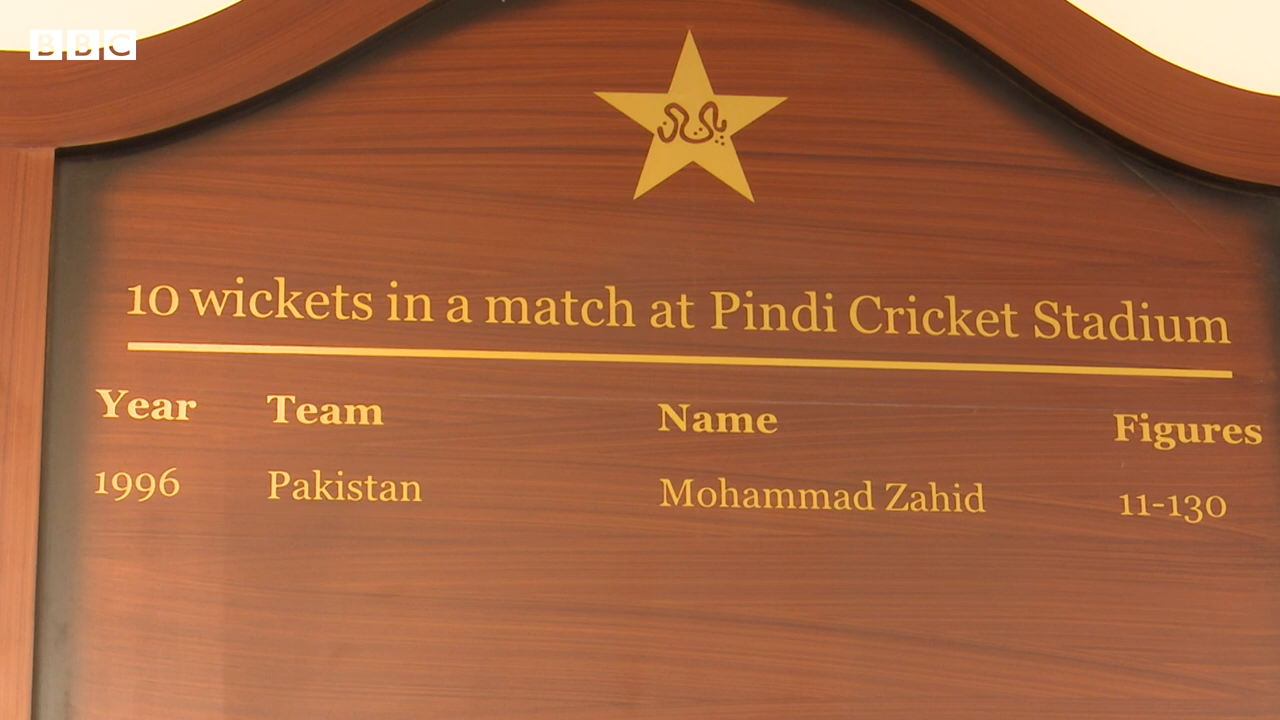 BBC
10 wickets in a match at Pindi Cricket Stadium
Year Team Name Figures
1996 Pakistan Mohammad Zahid 11-130